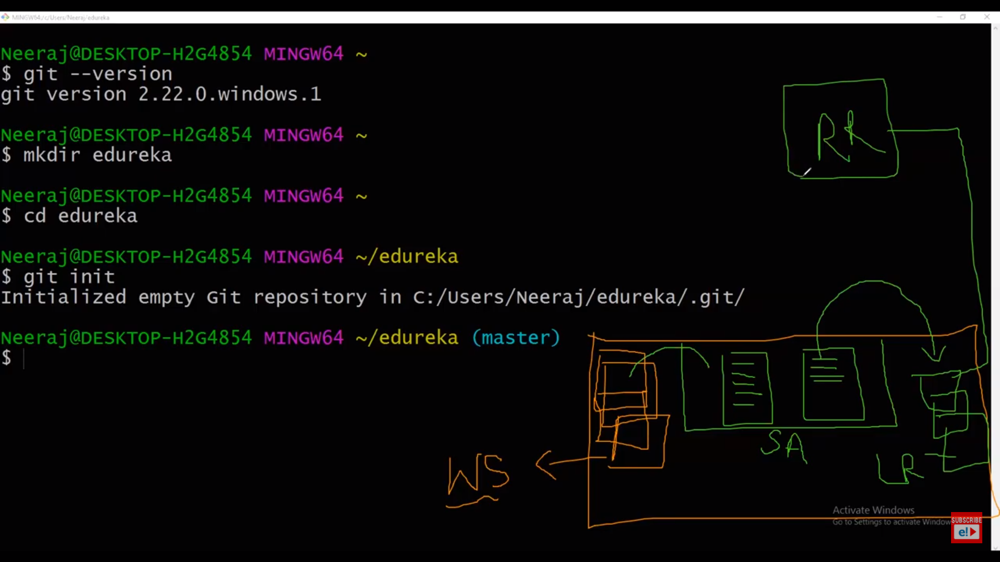 MINGW64:/c/Users/Neeraj/edureka
Neeraj@DESKTOP-H2G4854 MINGW64 ~
$ git --version
git version 2.22.0.windows.1
Neeraj@DESKTOP-H2G4854 MINGW64 ~
$ mkdir edureka
Neeraj@DESKTOP-H2G4854 MINGW64 ~
$ cd edureka
Neeraj@DESKTOP-H2G4854 MINGW64 ~/edureka
$ git init
Initialized empty Git repository in C:/Users/Neeraj/edureka/.git/
Neeraj@DESKTOP-H2G4854 MINGW64 ~/edureka (master)
$
RR
SA
WS
LR
Activate Windows
Go to Settings to activate Window
SUBSCRIBE
e!